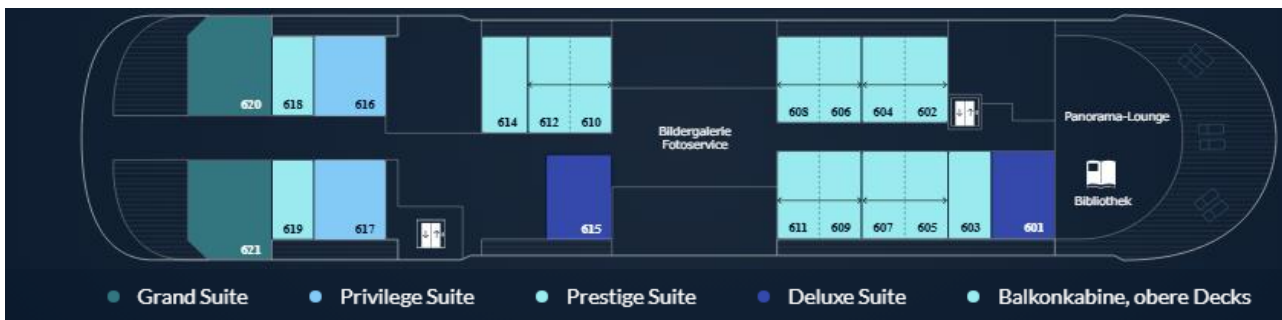 620 618 616 614 612 610 608 606 604 602
Panorama-Lounge
Bildergalerie
Fotoservice
Bibliothek
621 619 617 615 611 609 607 605 603 601
Grand Suite Privilege Suite Prestige Suite Deluxe Suite Balkonkabine, obere Decks